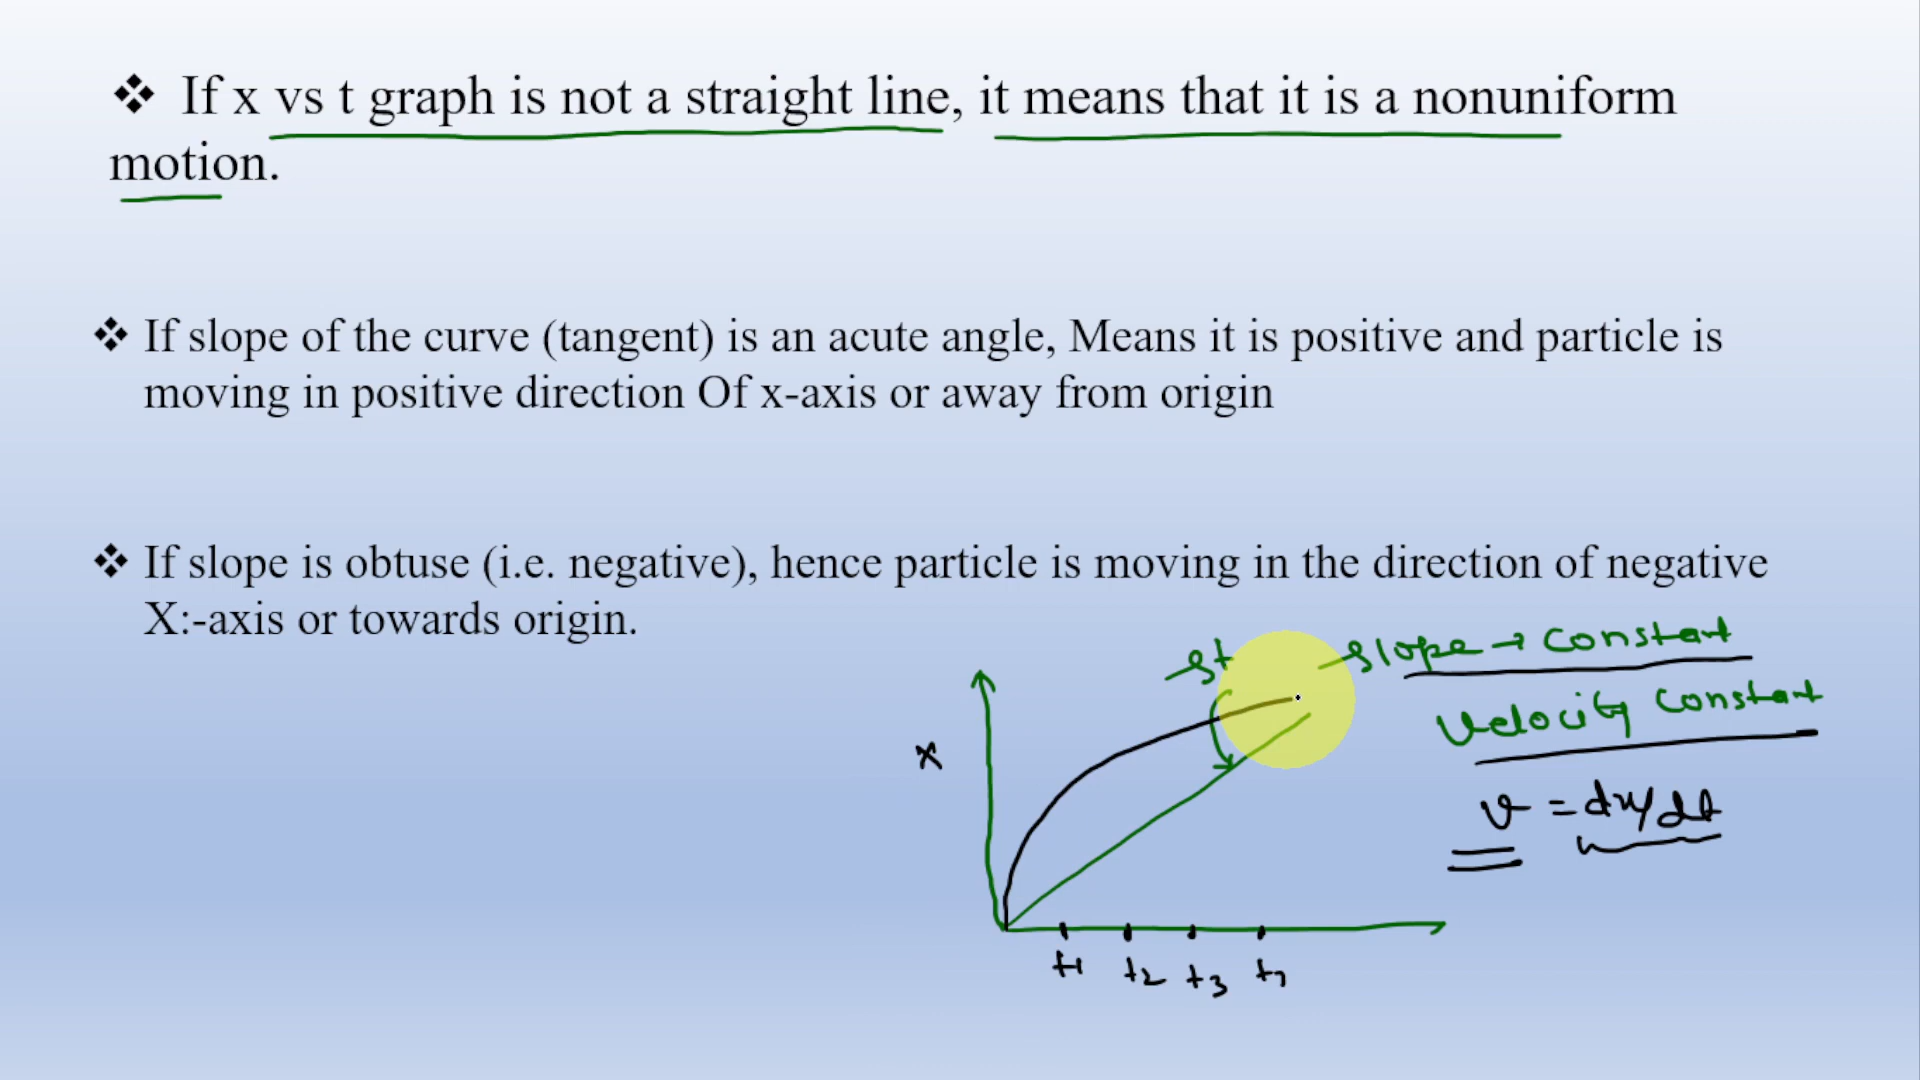 ❖ If x vs t graph is not a straight line, it means that it is a nonuniform
motion.
❖ If slope of the curve (tangent) is an acute angle, Means it is positive and particle is
moving in positive direction Of x-axis or away from origin
❖ If slope is obtuse (i.e. negative), hence particle is moving in the direction of negative
X:-axis or towards origin.
st
slope → constant
Velocity constant
x
v = dx/dt
t1 t2 t3